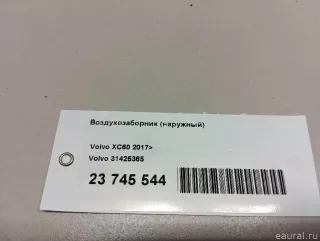 Воздухозаборник (наружный)
Volvo XC60 2017>
Volvo 31425365
23 745 544
eaural.ru